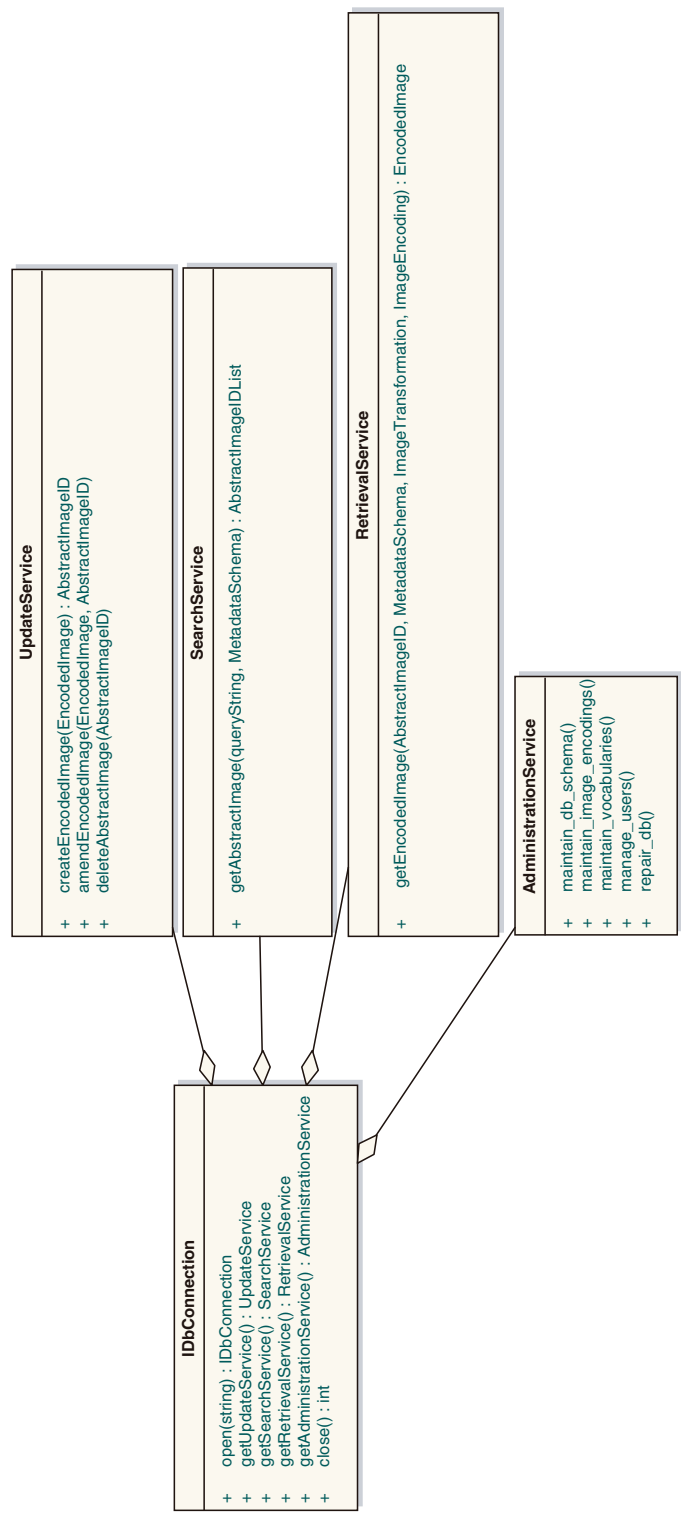 UpdateService
+ createEncodedImage(EncodedImage) : AbstractImageID
+ amendEncodedImage(EncodedImage, AbstractImageID)
+ deleteAbstractImage(AbstractImageID)
SearchService
+ getAbstractImage(queryString, MetadataSchema) : AbstractImageIDList
RetrievalService
+ getEncodedImage(AbstractImageID, MetadataSchema, ImageTransformation, ImageEncoding) : EncodedImage
AdministrationService
+ maintain_db_schema()
+ maintain_image_encodings()
+ maintain_vocabularies()
+ manage_users()
+ repair_db()
IDbConnection
+ open(string) : IDbConnection
+ getUpdateService() : UpdateService
+ getSearchService() : SearchService
+ getRetrievalService() : RetrievalService
+ getAdministrationService() : AdministrationService
+ close() : int